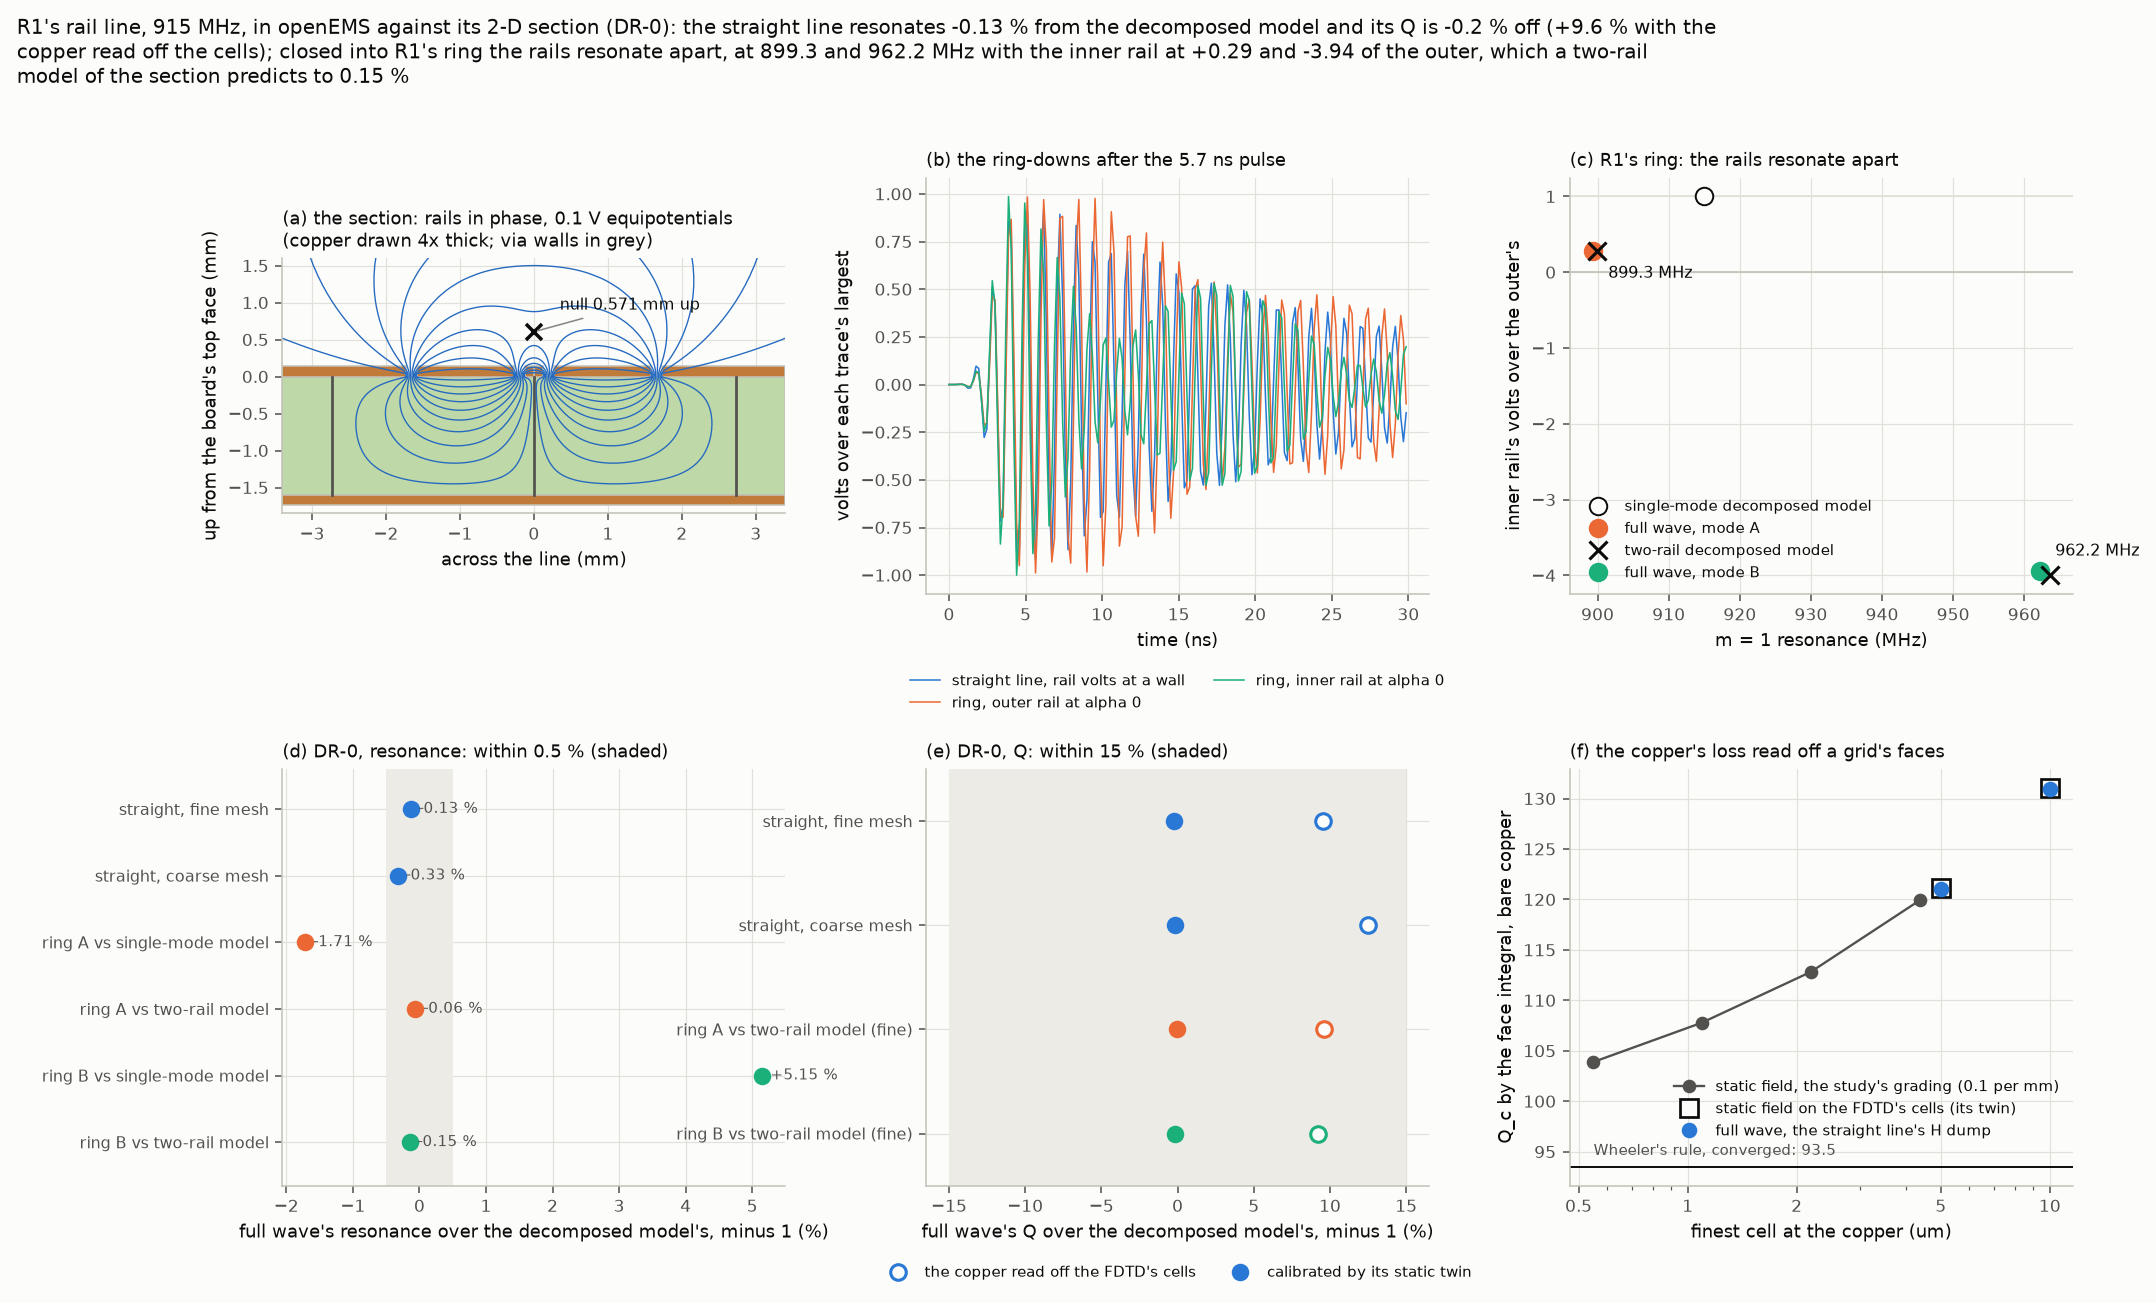 R1's rail line, 915 MHz, in openEMS against its 2-D section (DR-0): the straight line resonates -0.13 % from the decomposed model and its Q is -0.2 % off (+9.6 % with the
copper read off the cells); closed into R1's ring the rails resonate apart, at 899.3 and 962.2 MHz with the inner rail at +0.29 and -3.94 of the outer, which a two-rail
model of the section predicts to 0.15 %
(a) the section: rails in phase, 0.1 V equipotentials
(copper drawn 4x thick; via walls in grey)
up from the board's top face (mm)
1.5
1.0
0.5
0.0
−0.5
−1.0
−1.5
null 0.571 mm up
−3
−2
−1
0
1
2
3
across the line (mm)
(b) the ring-downs after the 5.7 ns pulse
volts over each trace's largest
1.00
0.75
0.50
0.25
0.00
−0.25
−0.50
−0.75
−1.00
0
5
10
15
20
25
30
time (ns)
straight line, rail volts at a wall
ring, outer rail at alpha 0
ring, inner rail at alpha 0
(c) R1's ring: the rails resonate apart
inner rail's volts over the outer's
1
0
−1
−2
−3
−4
899.3 MHz
962.2 MHz
single-mode decomposed model
full wave, mode A
two-rail decomposed model
full wave, mode B
900
910
920
930
940
950
960
m = 1 resonance (MHz)
(d) DR-0, resonance: within 0.5 % (shaded)
straight, fine mesh
straight, coarse mesh
ring A vs single-mode model
ring A vs two-rail model
ring B vs single-mode model
ring B vs two-rail model
-0.13 %
-0.33 %
-1.71 %
-0.06 %
+5.15 %
-0.15 %
−2
−1
0
1
2
3
4
5
full wave's resonance over the decomposed model's, minus 1 (%)
(e) DR-0, Q: within 15 % (shaded)
straight, fine mesh
straight, coarse mesh
ring A vs two-rail model (fine)
ring B vs two-rail model (fine)
−15
−10
−5
0
5
10
15
full wave's Q over the decomposed model's, minus 1 (%)
the copper read off the FDTD's cells
calibrated by its static twin
(f) the copper's loss read off a grid's faces
Q_c by the face integral, bare copper
130
125
120
115
110
105
100
95
static field, the study's grading (0.1 per mm)
static field on the FDTD's cells (its twin)
full wave, the straight line's H dump
Wheeler's rule, converged: 93.5
0.5
1
2
5
10
finest cell at the copper (um)